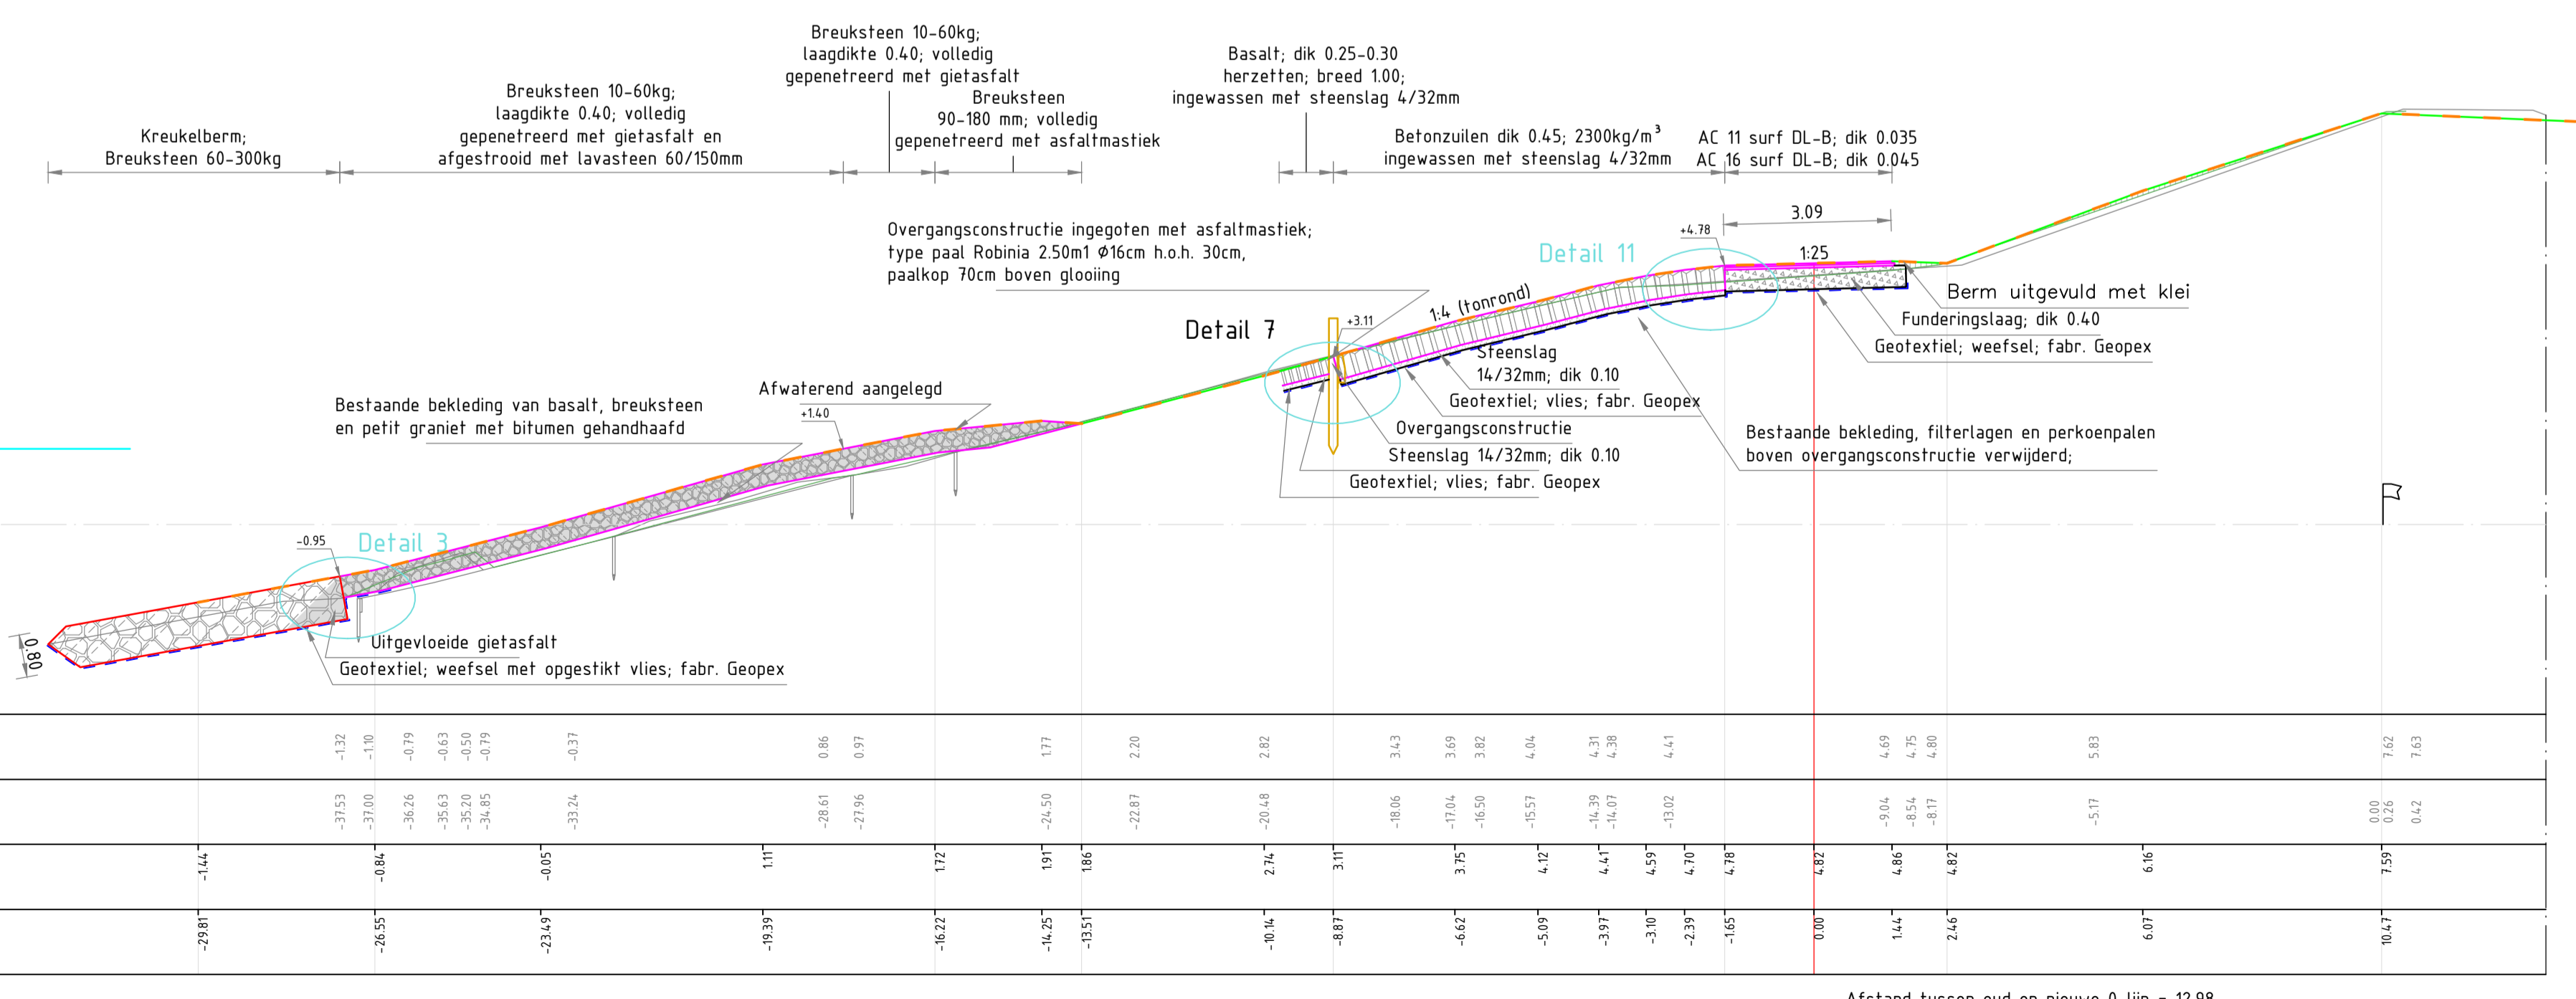 Breuksteen 10-60kg;
laagdikte 0.40; volledig
gepenetreerd met gietasfalt
Basalt; dik 0.25-0.30
herzetten; breed 1.00;
ingewassen met steenslag 4/32mm
Breuksteen 10-60kg;
laagdikte 0.40; volledig
gepenetreerd met gietasfalt en
afgestrooid met lavasteen 60/150mm
Breuksteen
90-180 mm; volledig
gepenetreerd met asfaltmastiek
Kreukelberm;
Breuksteen 60-300kg
Betonzuilen dik 0.45; 2300kg/m³
ingewassen met steenslag 4/32mm
AC 11 surf DL-B; dik 0.035
AC 16 surf DL-B; dik 0.045
3.09
Overgangsconstructie ingegoten met asfaltmastiek;
type paal Robinia 2.50m1 Ø16cm h.o.h. 30cm,
paalkop 70cm boven glooiing
+4.78
Detail 11
1:25
1:4 (tonrond)
Berm uitgevuld met klei
Funderingslaag; dik 0.40
Geotextiel; weefsel; fabr. Geopex
Detail 7
+3.11
Steenslag
14/32mm; dik 0.10
Geotextiel; vlies; fabr. Geopex
Afwaterend aangelegd
+1.40
Bestaande bekleding van basalt, breuksteen
en petit graniet met bitumen gehandhaafd
Overgangsconstructie
Steenslag 14/32mm; dik 0.10
Geotextiel; vlies; fabr. Geopex
Bestaande bekleding, filterlagen en perkoenpalen
boven overgangsconstructie verwijderd;
-0.95
Detail 3
0.80
Uitgevloeide gietasfalt
Geotextiel; weefsel met opgestikt vlies; fabr. Geopex
-1.32 -1.10 -0.79 -0.63 -0.50 -0.79 -0.37 0.86 0.97 1.77 2.20 2.82 3.43 3.69 3.82 4.04 4.31 4.38 4.41 4.69 4.75 4.80 5.83 7.62 7.63
-37.53 -37.00 -36.26 -35.63 -35.20 -34.85 -33.24 -28.61 -27.96 -24.50 -22.87 -20.48 -18.06 -17.04 -16.50 -15.57 -14.39 -14.07 -13.02 -9.04 -8.54 -8.17 -5.17 0.00 0.26 0.42
-1.44 -0.84 -0.05 1.11 1.72 1.91 1.86 2.74 3.11 3.75 4.12 4.41 4.59 4.70 4.78 4.82 4.86 4.82 6.16 7.59
-29.81 -26.55 -23.49 -19.39 -16.22 -14.25 -13.51 -10.14 -8.87 -6.62 -5.09 -3.97 -3.10 -2.39 -1.65 0.00 1.44 2.46 6.07 10.47
Afstand tussen oud en nieuwe 0 lijn = 12.98